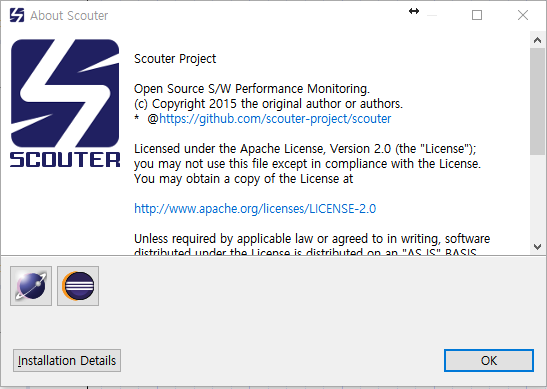 About Scouter
Scouter Project
Open Source S/W Performance Monitoring.
(c) Copyright 2015 the original author or authors.
* @https://github.com/scouter-project/scouter
SCOUTER
Licensed under the Apache License, Version 2.0 (the "License");
you may not use this file except in compliance with the License.
You may obtain a copy of the License at
http://www.apache.org/licenses/LICENSE-2.0
Unless required by applicable law or agreed to in writing, software
distributed under the License is distributed on an "AS IS" BASIS,
Installation Details
OK